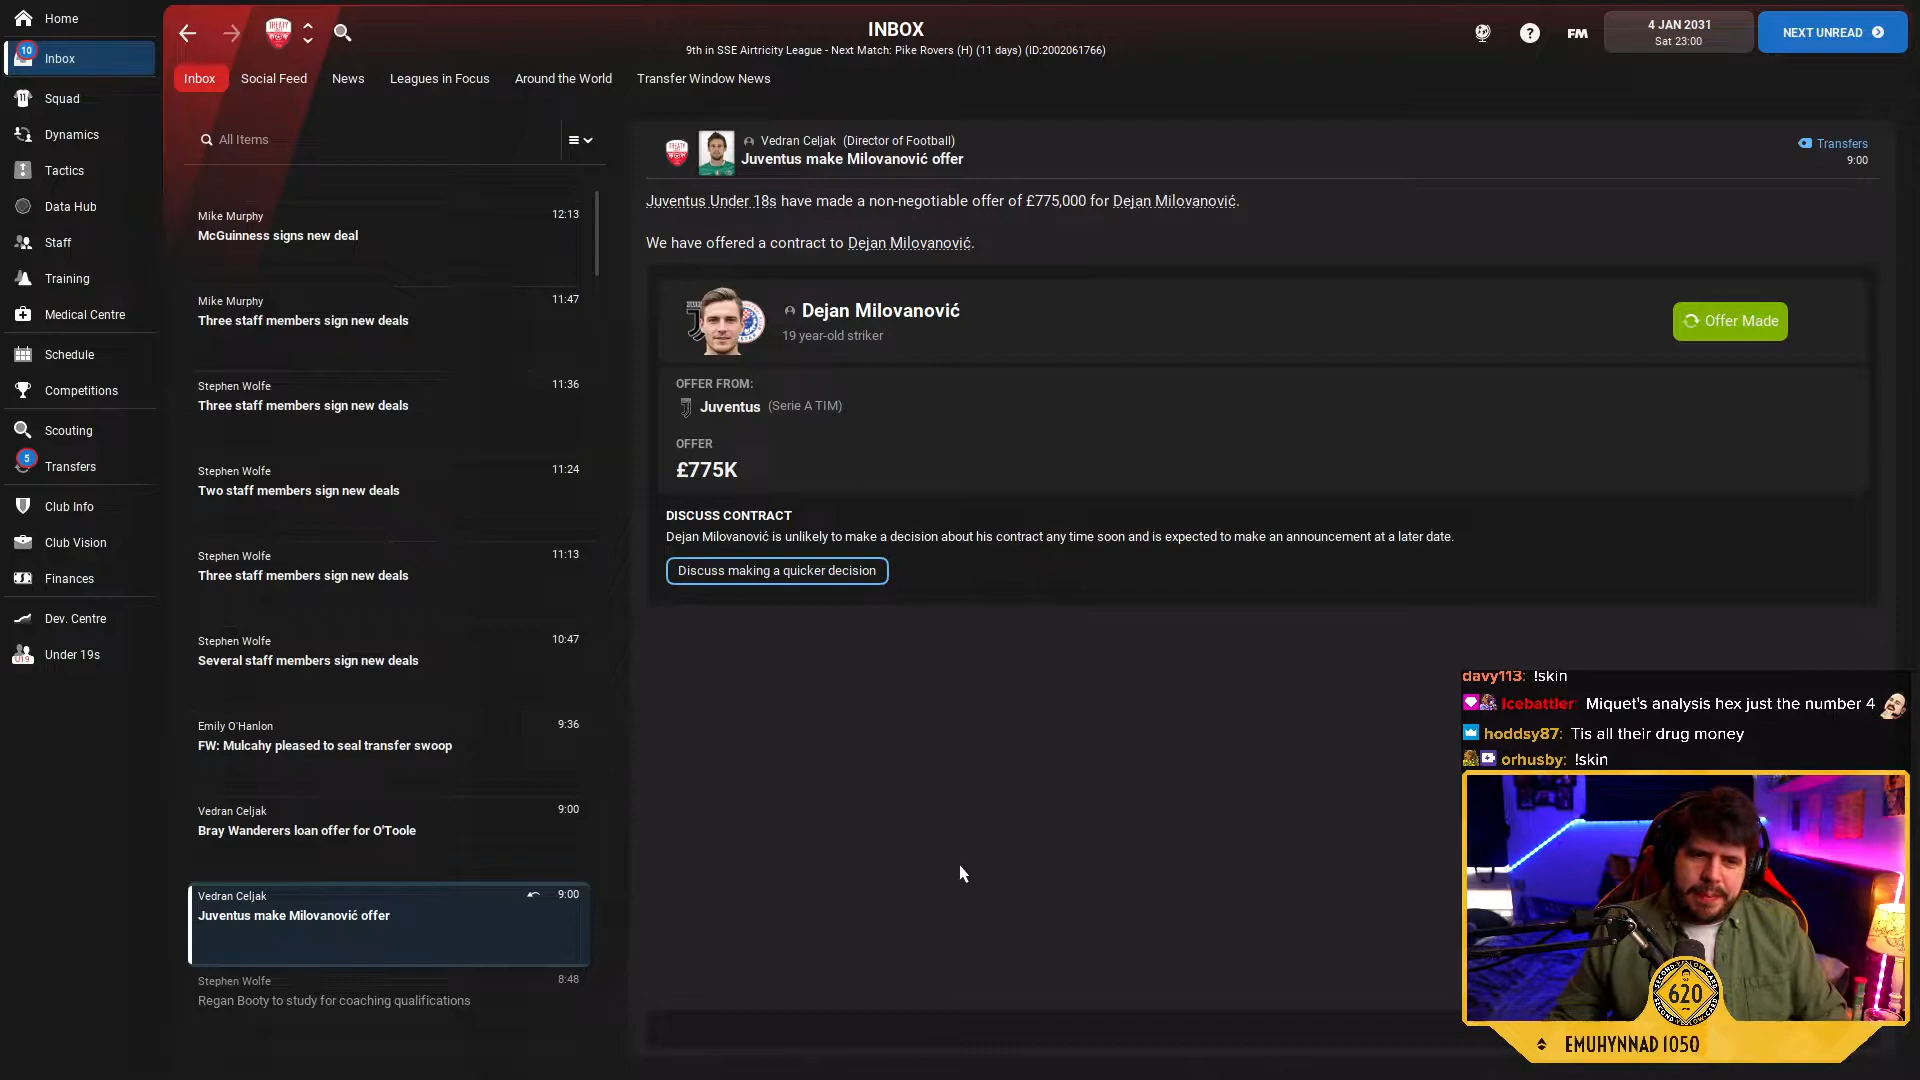 Home
10
Inbox
Squad
Dynamics
Tactics
Data Hub
Staff
Training
Medical Centre
Schedule
Competitions
Scouting
5
Transfers
Club Info
Club Vision
Finances
Dev. Centre
U19
Under 19s
INBOX
9th in SSE Airtricity League - Next Match: Pike Rovers (H) (11 days) (ID:2002061766)
FM
4 JAN 2031
Sat 23:00
NEXT UNREAD
Inbox
Social Feed
News
Leagues in Focus
Around the World
Transfer Window News
All Items
Mike Murphy 12:13
McGuinness signs new deal
Mike Murphy 11:47
Three staff members sign new deals
Stephen Wolfe 11:36
Three staff members sign new deals
Stephen Wolfe 11:24
Two staff members sign new deals
Stephen Wolfe 11:13
Three staff members sign new deals
Stephen Wolfe 10:47
Several staff members sign new deals
Emily O'Hanlon 9:36
FW: Mulcahy pleased to seal transfer swoop
Vedran Celjak 9:00
Bray Wanderers loan offer for O'Toole
Vedran Celjak 9:00
Juventus make Milovanović offer
Stephen Wolfe 8:48
Regan Booty to study for coaching qualifications
Vedran Celjak (Director of Football)
Juventus make Milovanović offer
Transfers
9:00
Juventus Under 18s have made a non-negotiable offer of £775,000 for Dejan Milovanović.
We have offered a contract to Dejan Milovanović.
Dejan Milovanović
19 year-old striker
Offer Made
OFFER FROM:
Juventus (Serie A TIM)
OFFER
£775K
DISCUSS CONTRACT
Dejan Milovanović is unlikely to make a decision about his contract any time soon and is expected to make an announcement at a later date.
Discuss making a quicker decision
davy113: !skin
Icebattler: Miquet's analysis hex just the number 4
hoddsy87: Tis all their drug money
orhusby: !skin
620
EMUHYNNAD 1050